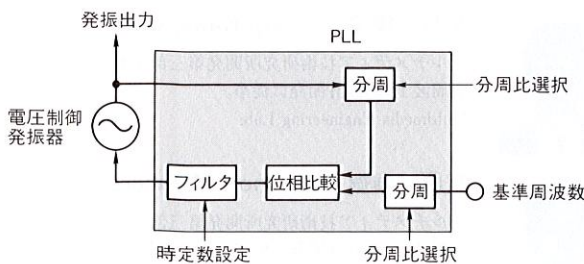 発振出力
PLL
分周
分周比選択
電圧制御
発振器
フィルタ
位相比較
分周
基準周波数
時定数設定
分周比選択